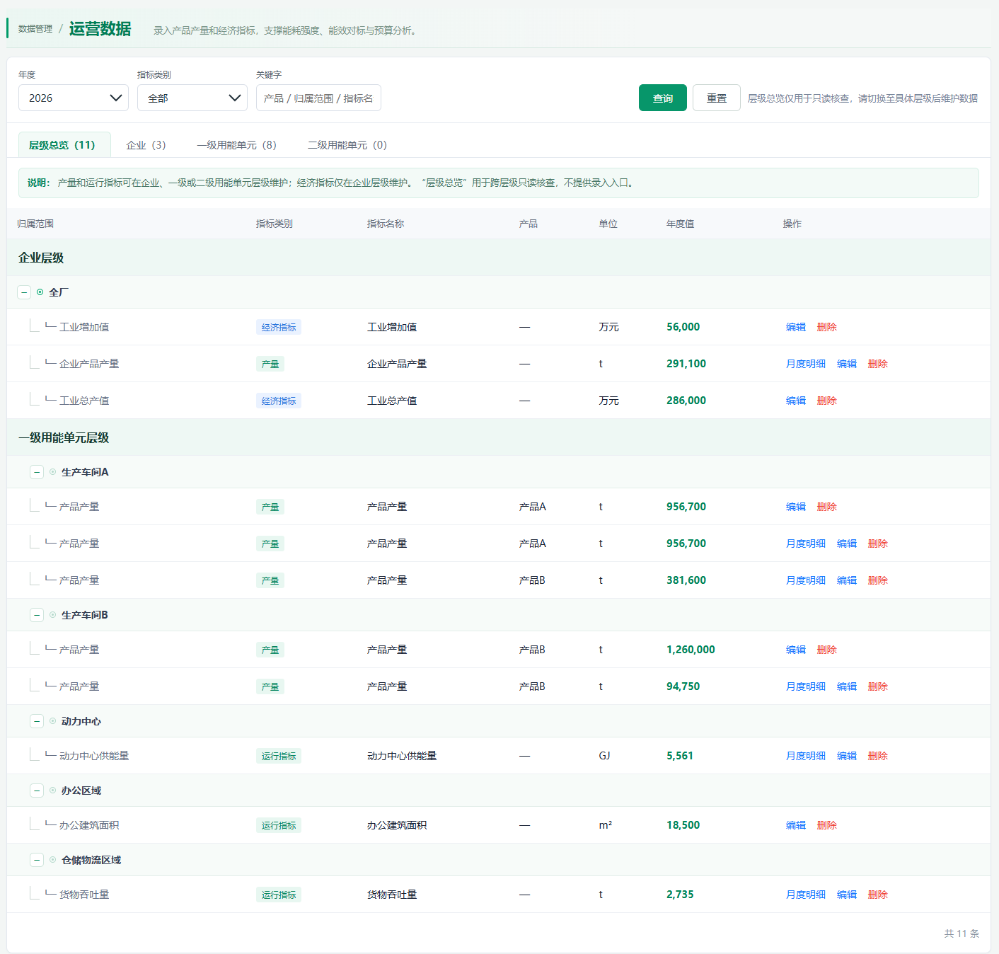 数据管理 / 运营数据 录入产品产量和经济指标，支撑能耗强度、能效对标与预算分析。
年度 指标类别 关键字
2026 全部 产品 / 归属范围 / 指标名 查询 重置 层级总览仅用于只读核查，请切换至具体层级后维护数据
层级总览（11） 企业（3） 一级用能单元（8） 二级用能单元（0）
说明： 产量和运行指标可在企业、一级或二级用能单元层级维护；经济指标仅在企业层级维护。“层级总览”用于跨层级只读核查，不提供录入入口。
归属范围 指标类别 指标名称 产品 单位 年度值 操作
企业层级
全厂
工业增加值 经济指标 工业增加值 — 万元 56,000 编辑 删除
企业产品产量 产量 企业产品产量 — t 291,100 月度明细 编辑 删除
工业总产值 经济指标 工业总产值 — 万元 286,000 编辑 删除
一级用能单元层级
生产车间A
产品产量 产量 产品产量 产品A t 956,700 编辑 删除
产品产量 产量 产品产量 产品A t 956,700 月度明细 编辑 删除
产品产量 产量 产品产量 产品B t 381,600 月度明细 编辑 删除
生产车间B
产品产量 产量 产品产量 产品B t 1,260,000 编辑 删除
产品产量 产量 产品产量 产品B t 94,750 月度明细 编辑 删除
动力中心
动力中心供能量 运行指标 动力中心供能量 — GJ 5,561 月度明细 编辑 删除
办公区域
办公建筑面积 运行指标 办公建筑面积 — m² 18,500 编辑 删除
仓储物流区域
货物吞吐量 运行指标 货物吞吐量 — t 2,735 月度明细 编辑 删除
共 11 条